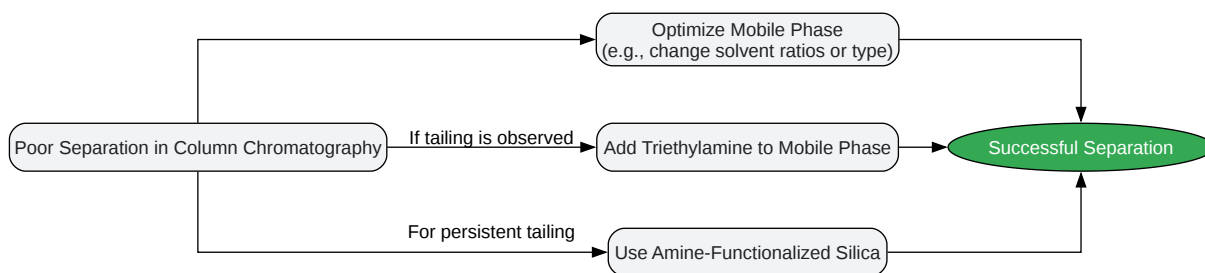 Optimize Mobile Phase
(e.g., change solvent ratios or type)
Poor Separation in Column Chromatography
If tailing is observed
Add Triethylamine to Mobile Phase
Successful Separation
For persistent tailing
Use Amine-Functionalized Silica